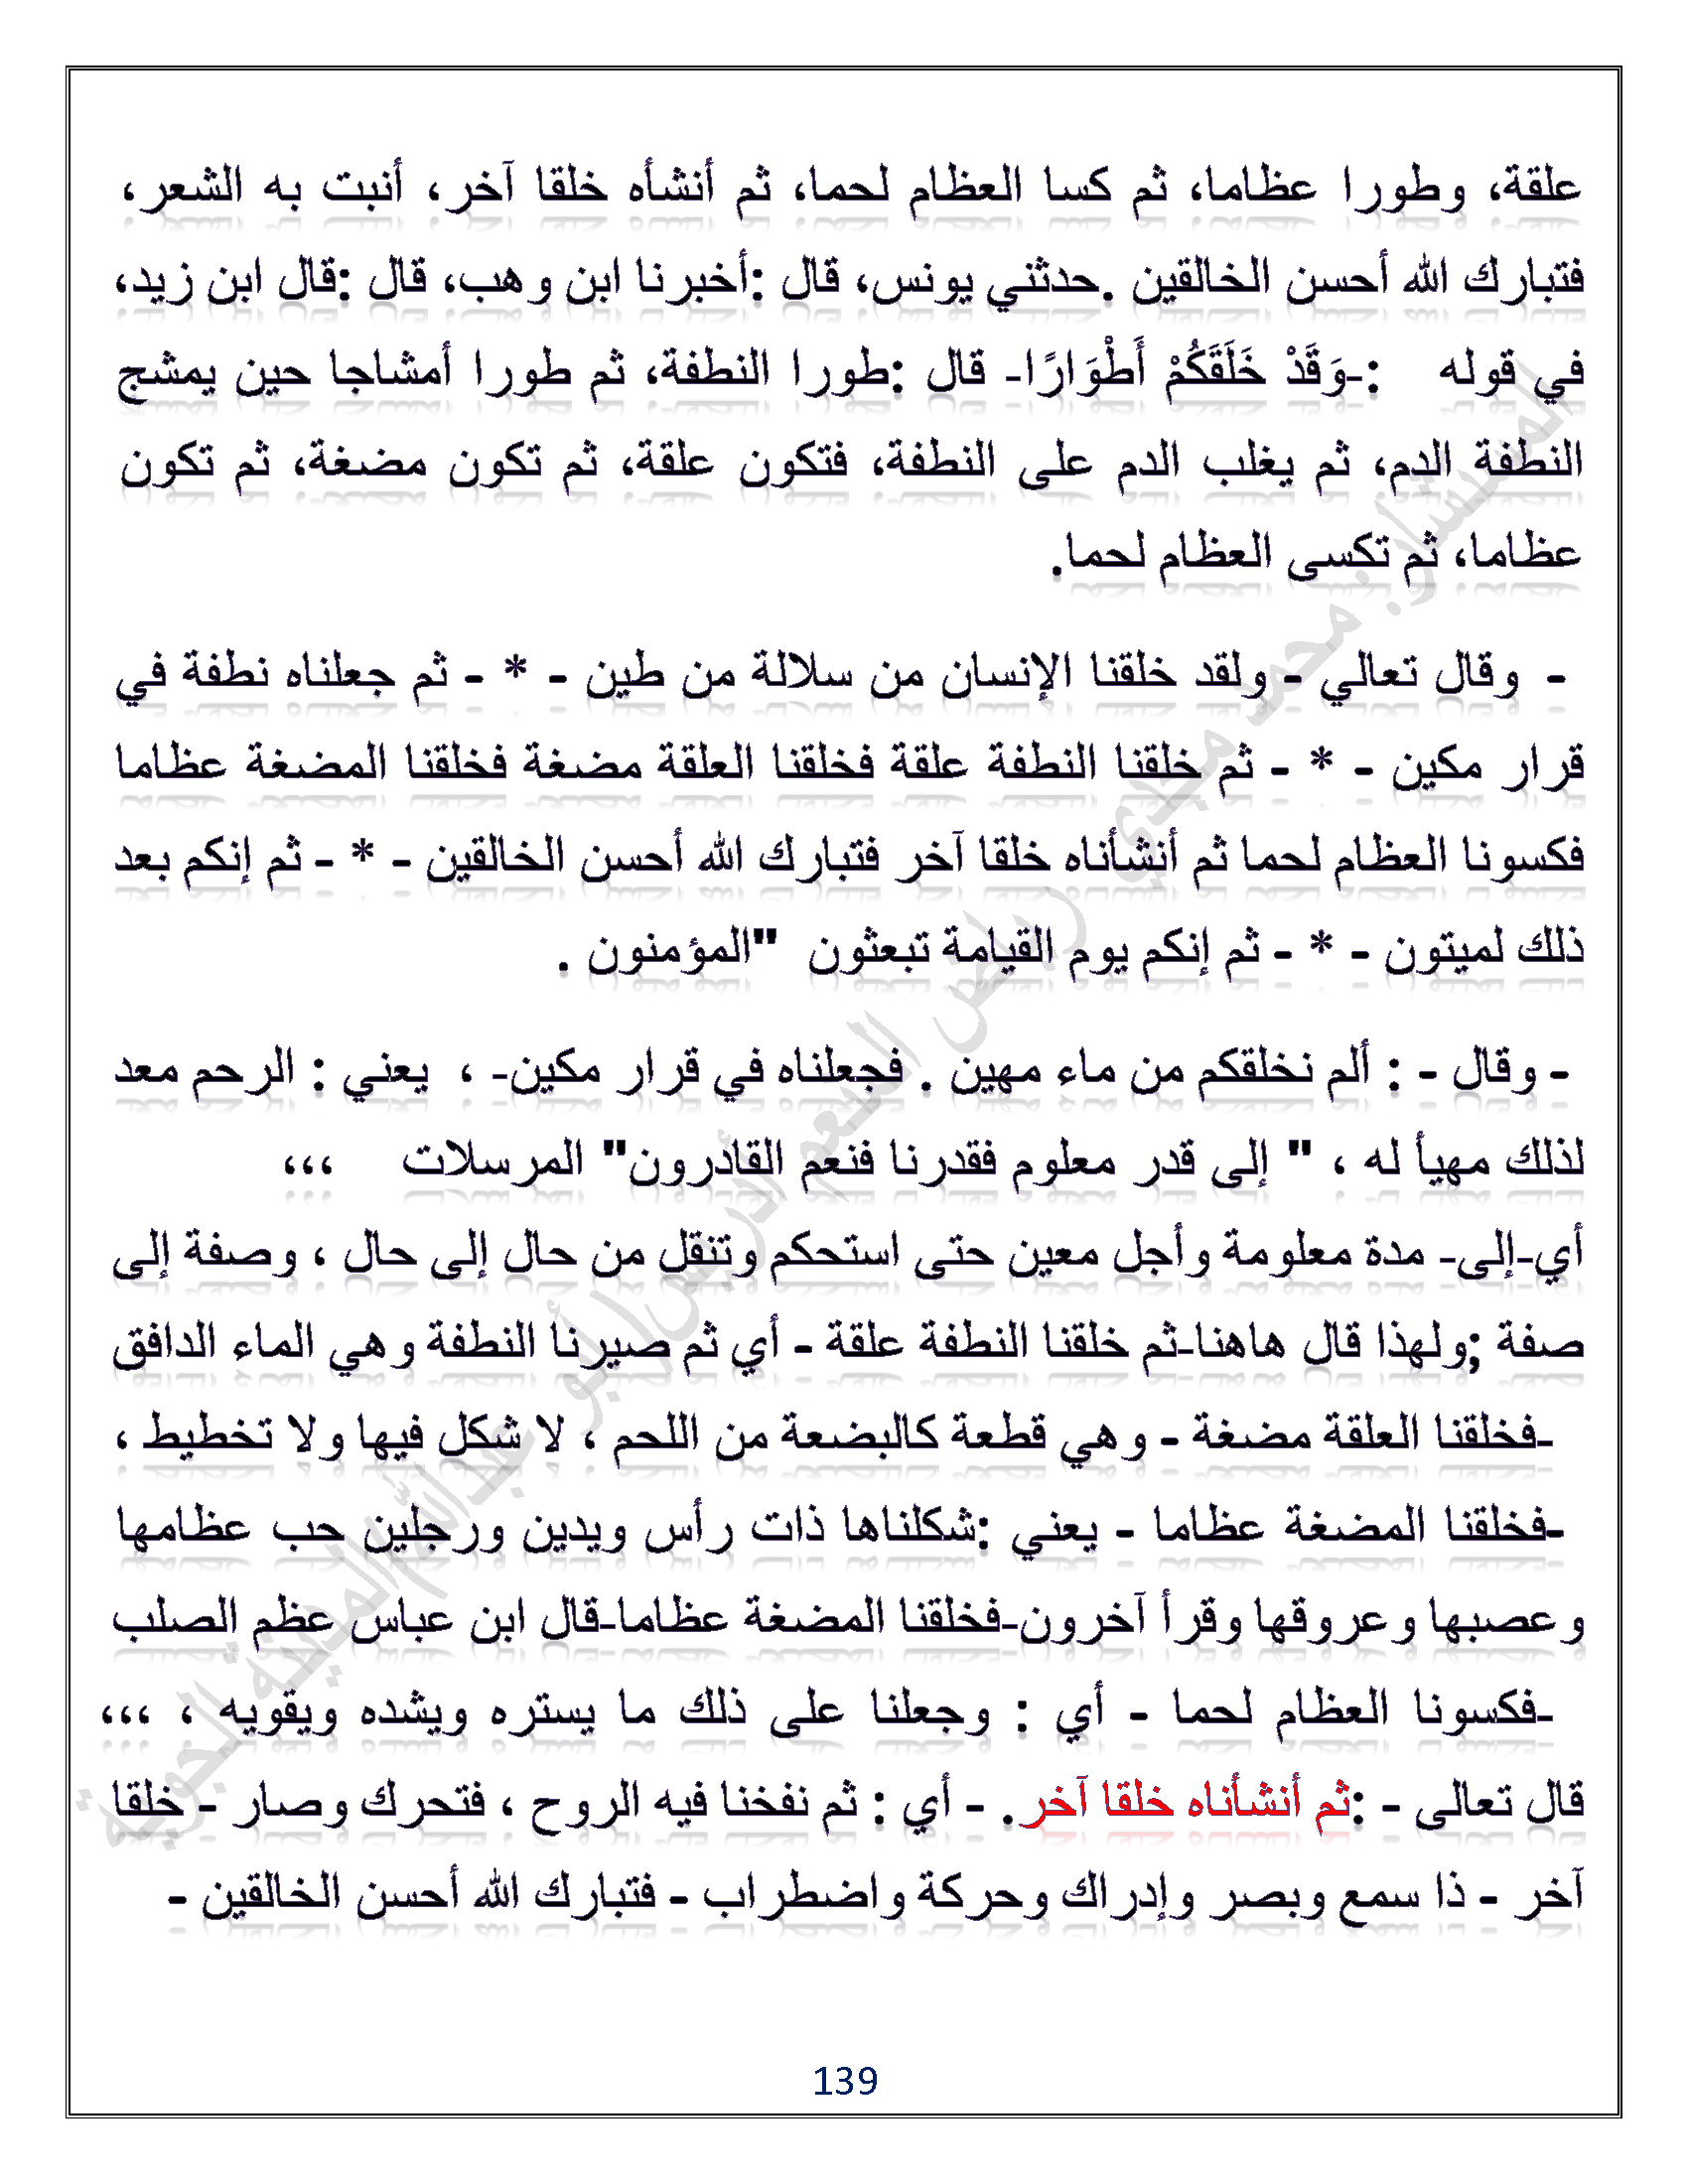 علقة، وطورا عظاما، ثم كسا العظام لحما، ثم أنشأه خلقا آخر، أنبت به الشعر،
فتبارك الله أحسن الخالقين .حدثني يونس، قال :أخبرنا ابن وهب، قال :قال ابن زيد،
في قوله :-وَقَدْ خَلَقَكُمْ أَطْوَارًا- قال :طورا النطفة، ثم طورا أمشاجا حين يمشج
النطفة الدم، ثم يغلب الدم على النطفة، فتكون علقة، ثم تكون مضغة، ثم تكون
عظاما، ثم تكسى العظام لحما.
- وقال تعالي - ولقد خلقنا الإنسان من سلالة من طين - * - ثم جعلناه نطفة في
قرار مكين - * - ثم خلقنا النطفة علقة فخلقنا العلقة مضغة فخلقنا المضغة عظاما
فكسونا العظام لحما ثم أنشأناه خلقا آخر فتبارك الله أحسن الخالقين - * - ثم إنكم بعد
ذلك لميتون - * - ثم إنكم يوم القيامة تبعثون "المؤمنون .
- وقال - : ألم نخلقكم من ماء مهين . فجعلناه في قرار مكين- ، يعني : الرحم معد
لذلك مهيأ له ، " إلى قدر معلوم فقدرنا فنعم القادرون" المرسلات ،،،
أي-إلى- مدة معلومة وأجل معين حتى استحكم وتنقل من حال إلى حال ، وصفة إلى
صفة ;ولهذا قال هاهنا-ثم خلقنا النطفة علقة - أي ثم صيرنا النطفة وهي الماء الدافق
-فخلقنا العلقة مضغة - وهي قطعة كالبضعة من اللحم ، لا شكل فيها ولا تخطيط ،
-فخلقنا المضغة عظاما - يعني :شكلناها ذات رأس ويدين ورجلين حب عظامها
وعصبها وعروقها وقرأ آخرون-فخلقنا المضغة عظاما-قال ابن عباس عظم الصلب
-فكسونا العظام لحما - أي : وجعلنا على ذلك ما يستره ويشده ويقويه ، ،،،
قال تعالى - :ثم أنشأناه خلقا آخر. - أي : ثم نفخنا فيه الروح ، فتحرك وصار - خلقا
آخر - ذا سمع وبصر وإدراك وحركة واضطراب - فتبارك الله أحسن الخالقين -
139